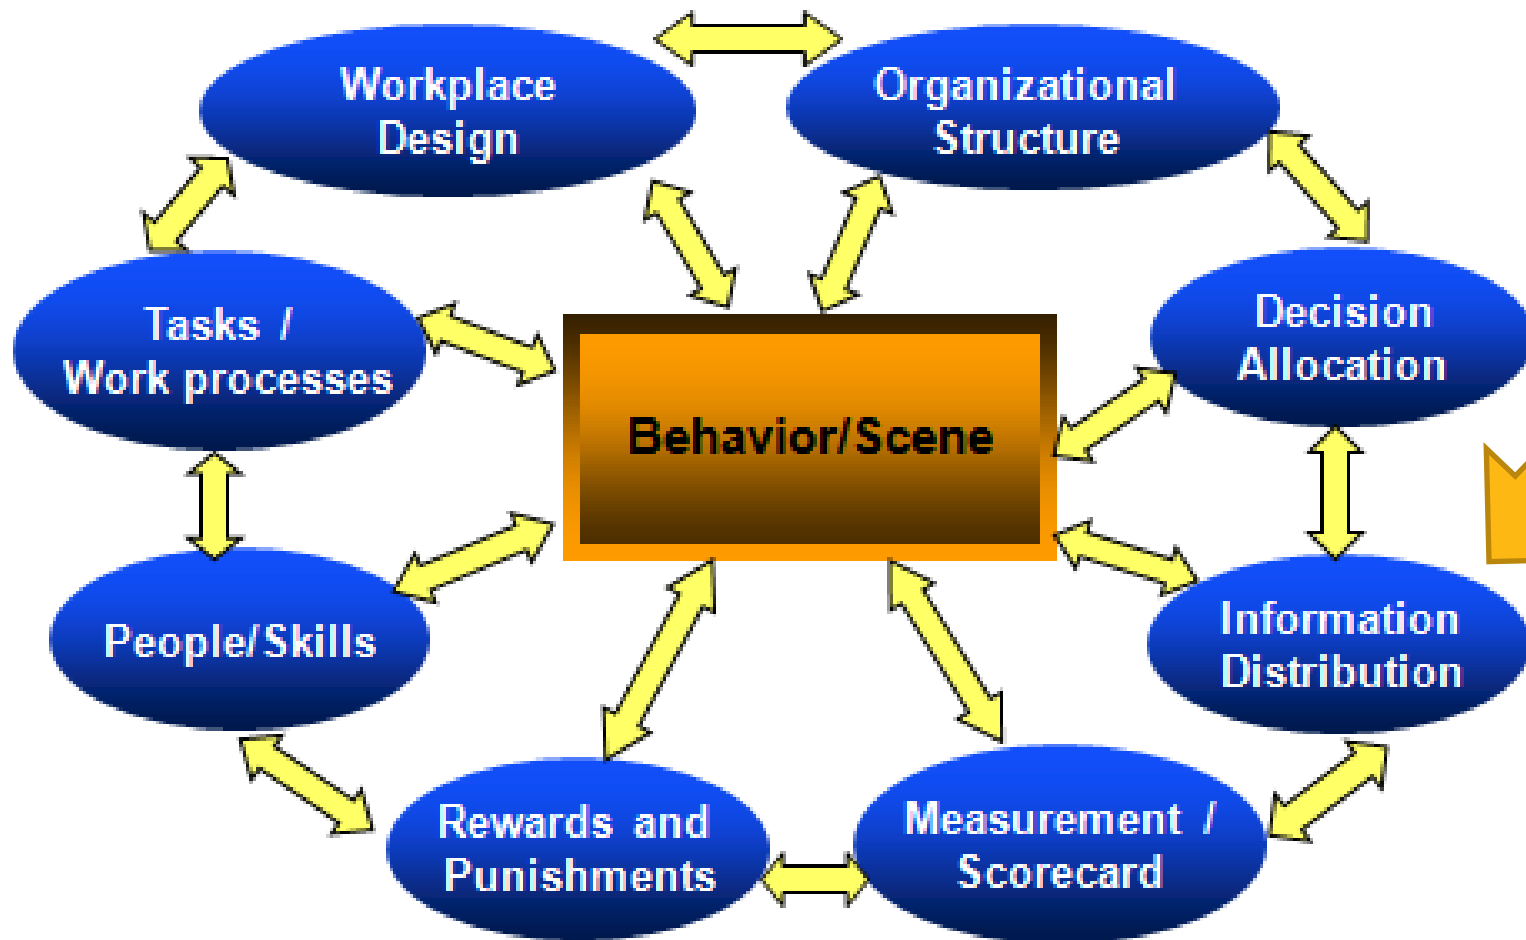 Workplace
Design
Organizational
Structure
Tasks /
Work processes
Decision
Allocation
Behavior/Scene
People/Skills
Information
Distribution
Rewards and
Punishments
Measurement /
Scorecard